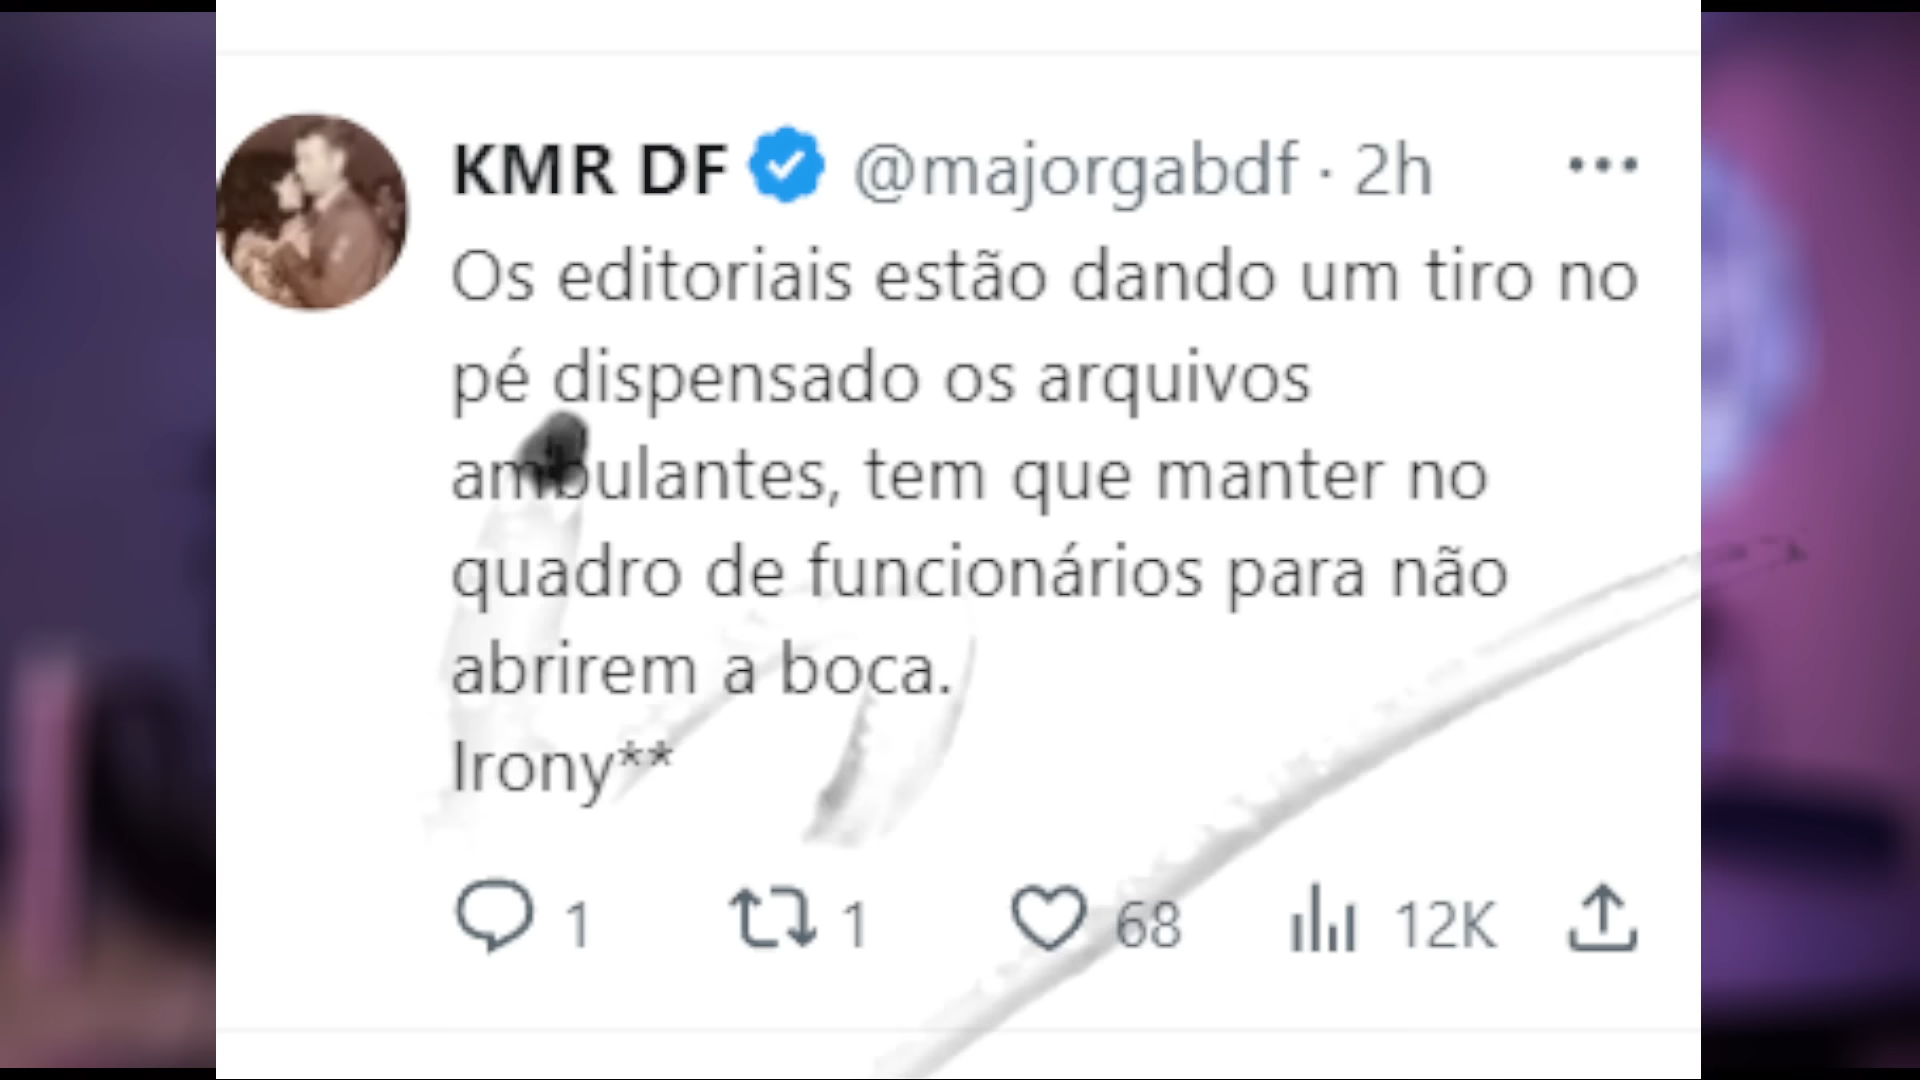 KMR DF @majorgabdf · 2h
Os editoriais estão dando um tiro no
pé dispensado os arquivos
ambulantes, tem que manter no
quadro de funcionários para não
abrirem a boca.
Irony**
1 1 68 12K